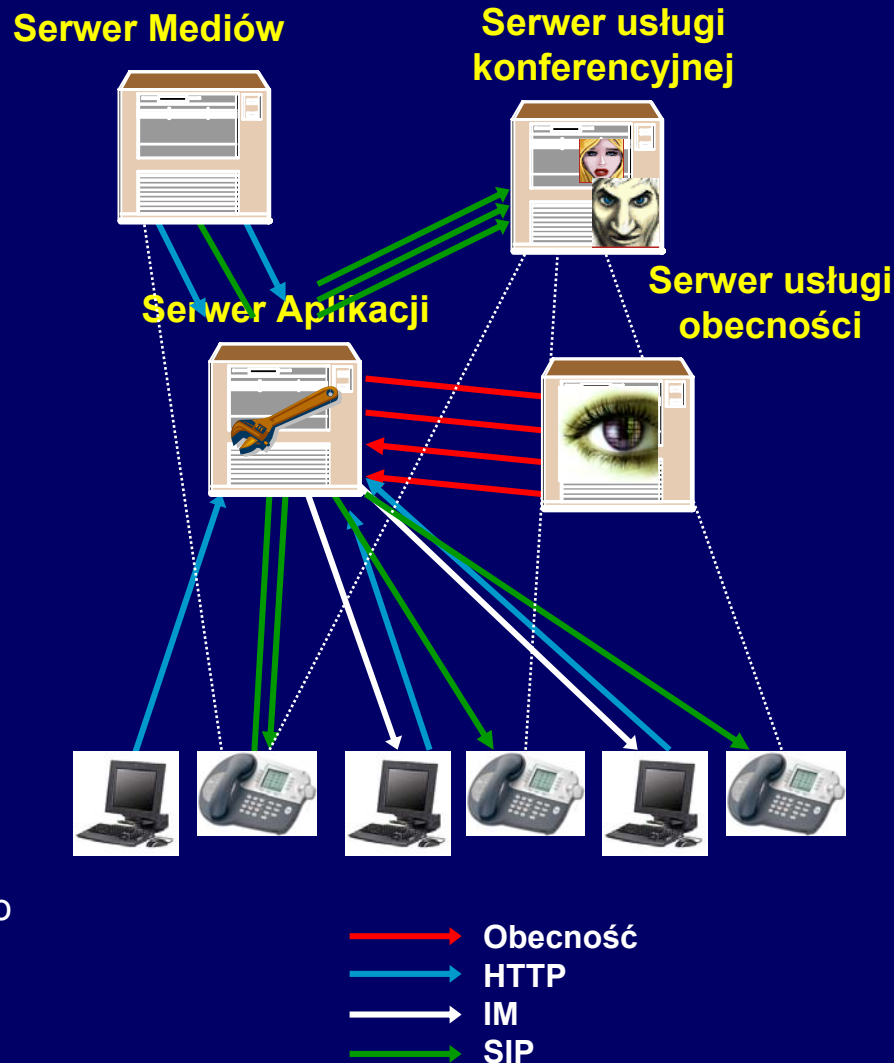 Serwer Mediów
Serwer usługi
konferencyjnej
Serwer usługi
obecności
Serwer Aplikacji
o
Obecność
HTTP
IM
SIP